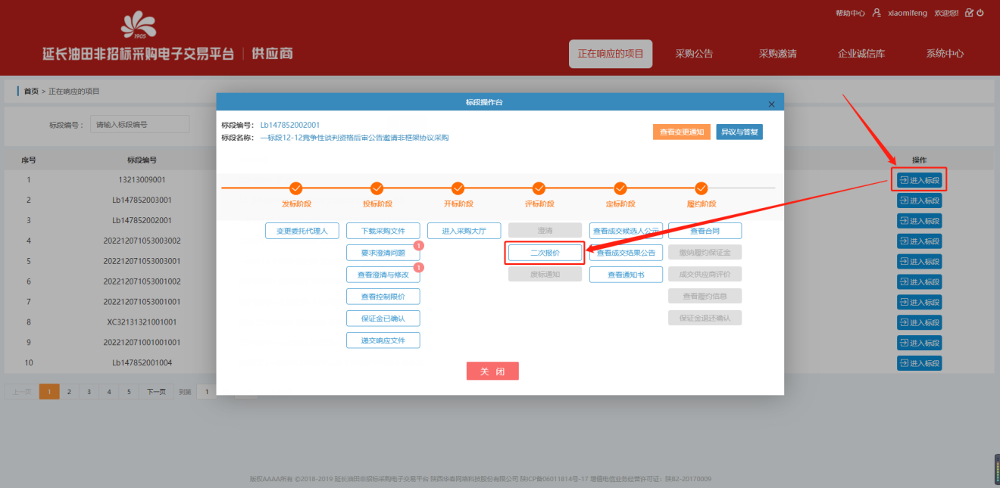 帮助中心 xiaomifeng 欢迎您!!
1905
延长油田非招标采购电子交易平台 | 供应商
正在响应的项目 采购公告 采购邀请 企业诚信库 系统中心
首页 > 正在响应的项目
标段编号： 请输入标段编号
序号 标段编号 操作
1 13213009001 进入标段
2 Lb147852003001 进入标段
3 Lb147852002001 进入标段
4 202212071053003002 进入标段
5 202212071053003001 进入标段
6 202212071053001002 进入标段
7 202212071053001001 进入标段
8 XC32131321001001 进入标段
9 202212071001001001 进入标段
10 Lb147852001004 进入标段
上一页 1 2 3 4 5 下一页 到第 1
标段操作台 ×
标段编号： Lb147852002001
标段名称： 一标段12-12竞争性谈判资格后审公告邀请非框架协议采购
查看变更通知 异议与答复
发标阶段 投标阶段 开标阶段 评标阶段 定标阶段 履约阶段
变更委托代理人 下载采购文件 进入采购大厅 澄清 查看成交候选人公示 查看合同
要求澄清问题 1 二次报价 查看成交结果公告 缴纳履约保证金
查看澄清与修改 1 废标通知 查看通知书 成交供应商评价
查看控制限价 查看履约信息
保证金已确认 保证金退还确认
递交响应文件
关 闭
版权AAAA所有 ©2018-2019 延长油田非招标采购电子交易平台 陕西华春网络科技股份有限公司 陕ICP备06011814号-17 增值电信业务经营许可证：陕B2-20170009